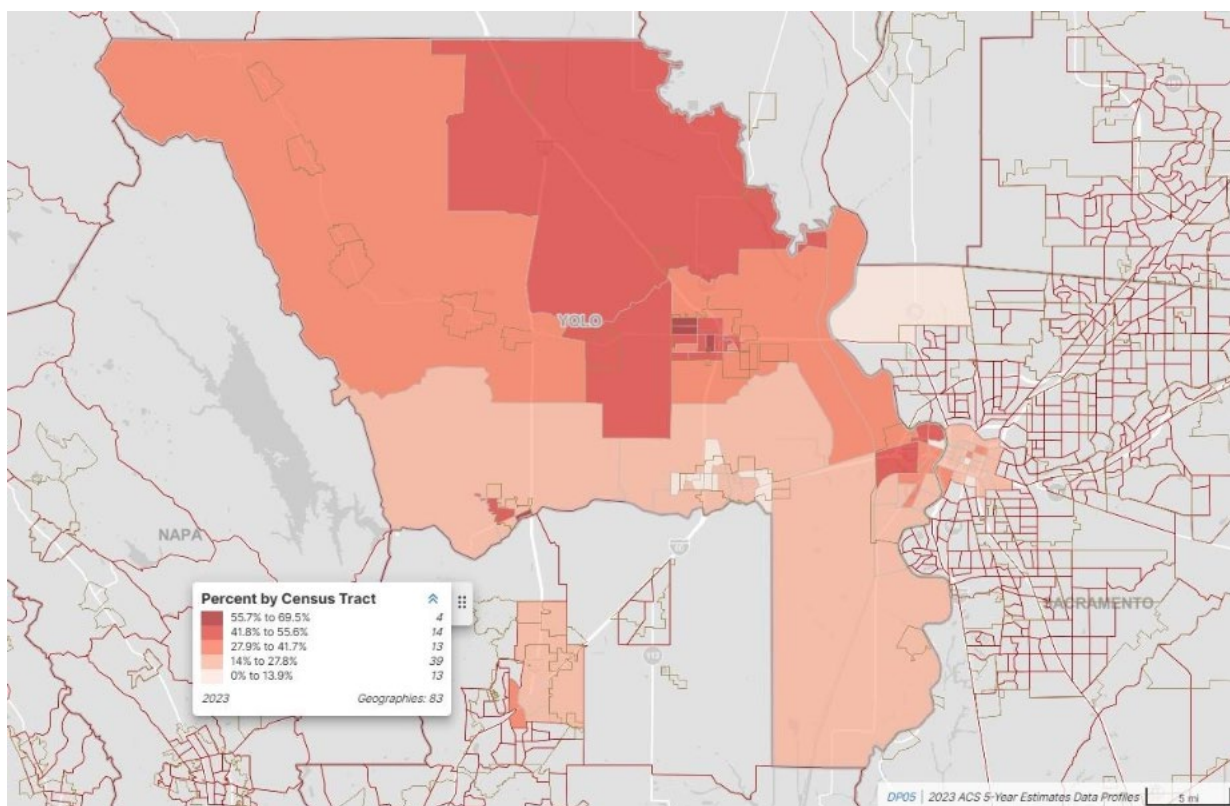 YOLO
NAPA
SACRAMENTO
113
Percent by Census Tract
55.7% to 69.5% 4
41.8% to 55.6% 14
27.9% to 41.7% 13
14% to 27.8% 39
0% to 13.9% 13
2023 Geographies: 83
DP05 | 2023 ACS 5-Year Estimates Data Profiles
5 mi